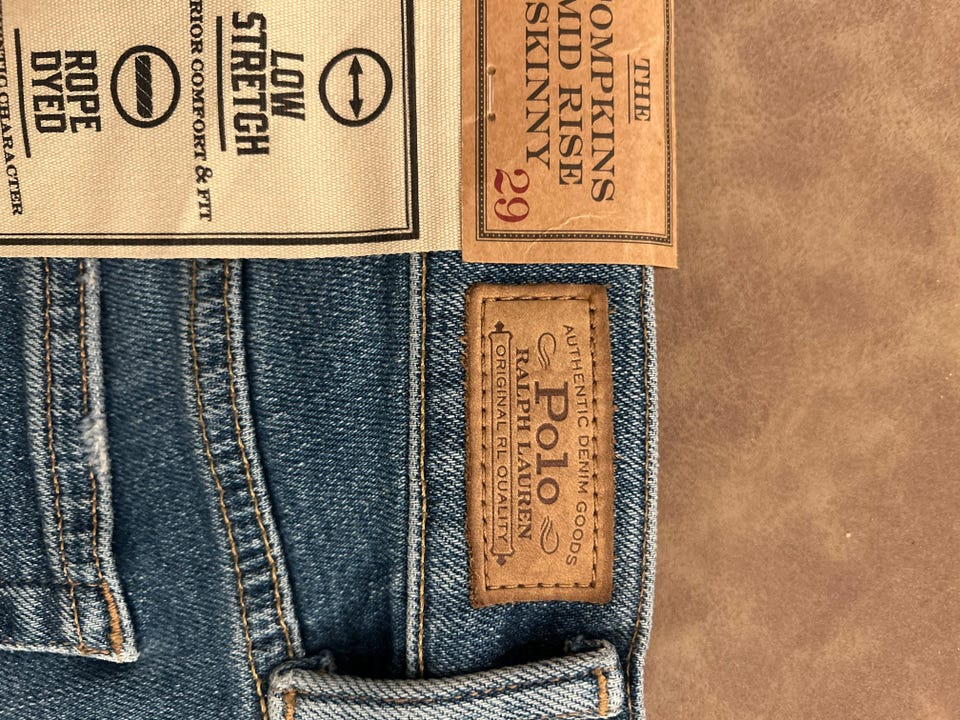 THE
TOMPKINS
MID RISE
SKINNY
29
LOW
STRETCH
COMFORT & FIT
ROPE
DYED
CHARACTER
AUTHENTIC DENIM GOODS
Polo
RALPH LAUREN
ORIGINAL RL QUALITY